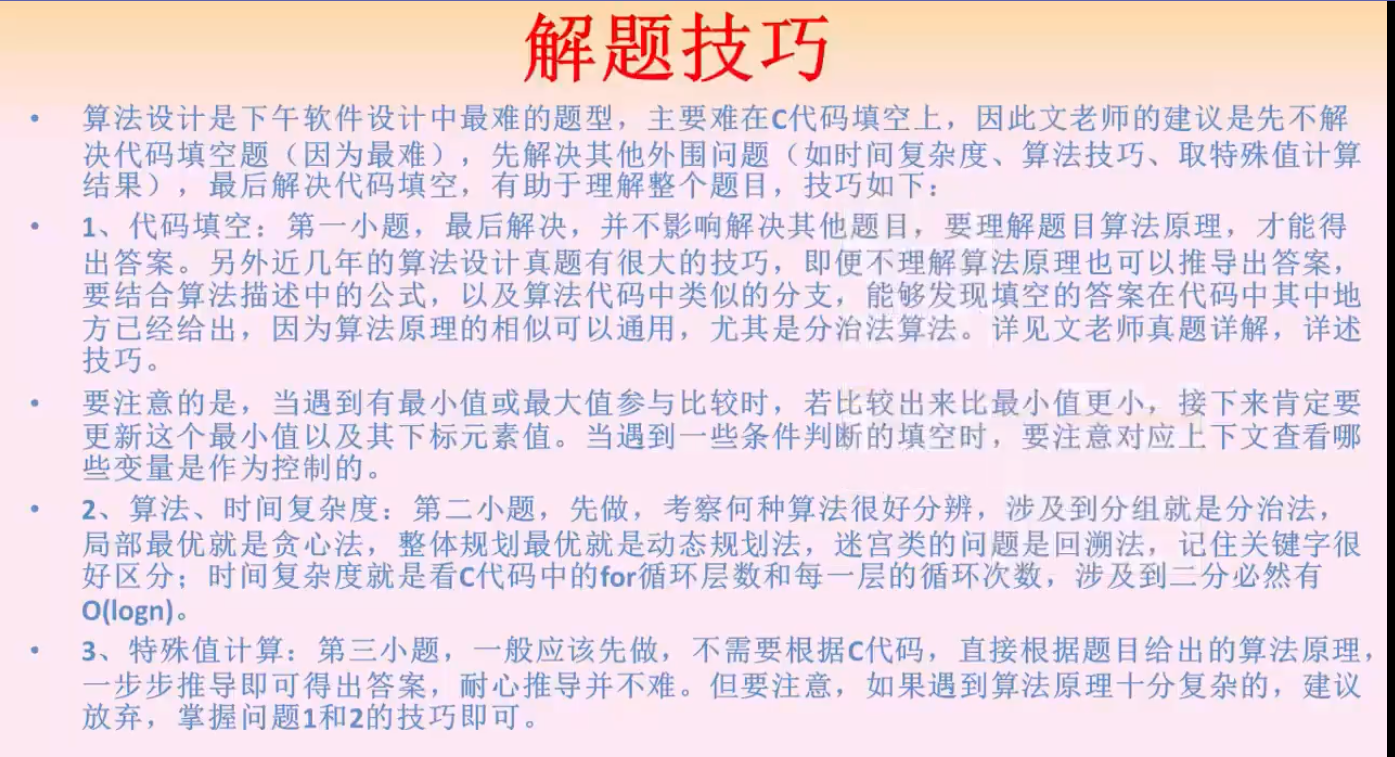 解题技巧
• 算法设计是下午软件设计中最难的题型，主要难在C代码填空上，因此文老师的建议是先不解
决代码填空题（因为最难），先解决其他外围问题（如时间复杂度、算法技巧、取特殊值计算
结果），最后解决代码填空，有助于理解整个题目，技巧如下：
• 1、代码填空：第一小题，最后解决，并不影响解决其他题目，要理解题目算法原理，才能得
出答案。另外近几年的算法设计真题有很大的技巧，即便不理解算法原理也可以推导出答案，
要结合算法描述中的公式，以及算法代码中类似的分支，能够发现填空的答案在代码中其中地
方已经给出，因为算法原理的相似可以通用，尤其是分治法算法。详见文老师真题详解，详述
技巧。
• 要注意的是，当遇到有最小值或最大值参与比较时，若比较出来比最小值更小，接下来肯定要
更新这个最小值以及其下标元素值。当遇到一些条件判断的填空时，要注意对应上下文查看哪
些变量是作为控制的。
• 2、算法、时间复杂度：第二小题，先做，考察何种算法很好分辨，涉及到分组就是分治法，
局部最优就是贪心法，整体规划最优就是动态规划法，迷宫类的问题是回溯法，记住关键字很
好区分；时间复杂度就是看C代码中的for循环层数和每一层的循环次数，涉及到二分必然有
O(logn)。
• 3、特殊值计算：第三小题，一般应该先做，不需要根据C代码，直接根据题目给出的算法原理，
一步步推导即可得出答案，耐心推导并不难。但要注意，如果遇到算法原理十分复杂的，建议
放弃，掌握问题1和2的技巧即可。